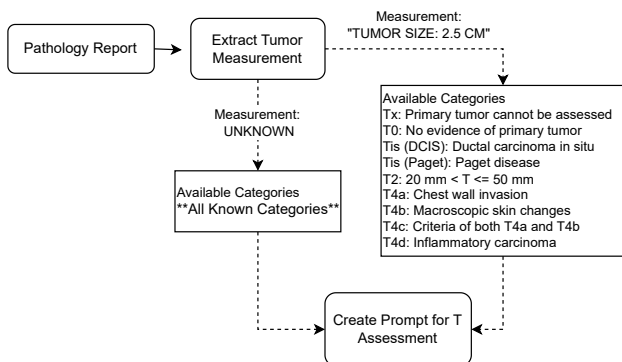 Pathology Report
Extract Tumor
Measurement
Measurement:
"TUMOR SIZE: 2.5 CM"
Measurement:
UNKNOWN
Available Categories
**All Known Categories**
Available Categories
Tx: Primary tumor cannot be assessed
T0: No evidence of primary tumor
Tis (DCIS): Ductal carcinoma in situ
Tis (Paget): Paget disease
T2: 20 mm < T <= 50 mm
T4a: Chest wall invasion
T4b: Macroscopic skin changes
T4c: Criteria of both T4a and T4b
T4d: Inflammatory carcinoma
Create Prompt for T
Assessment